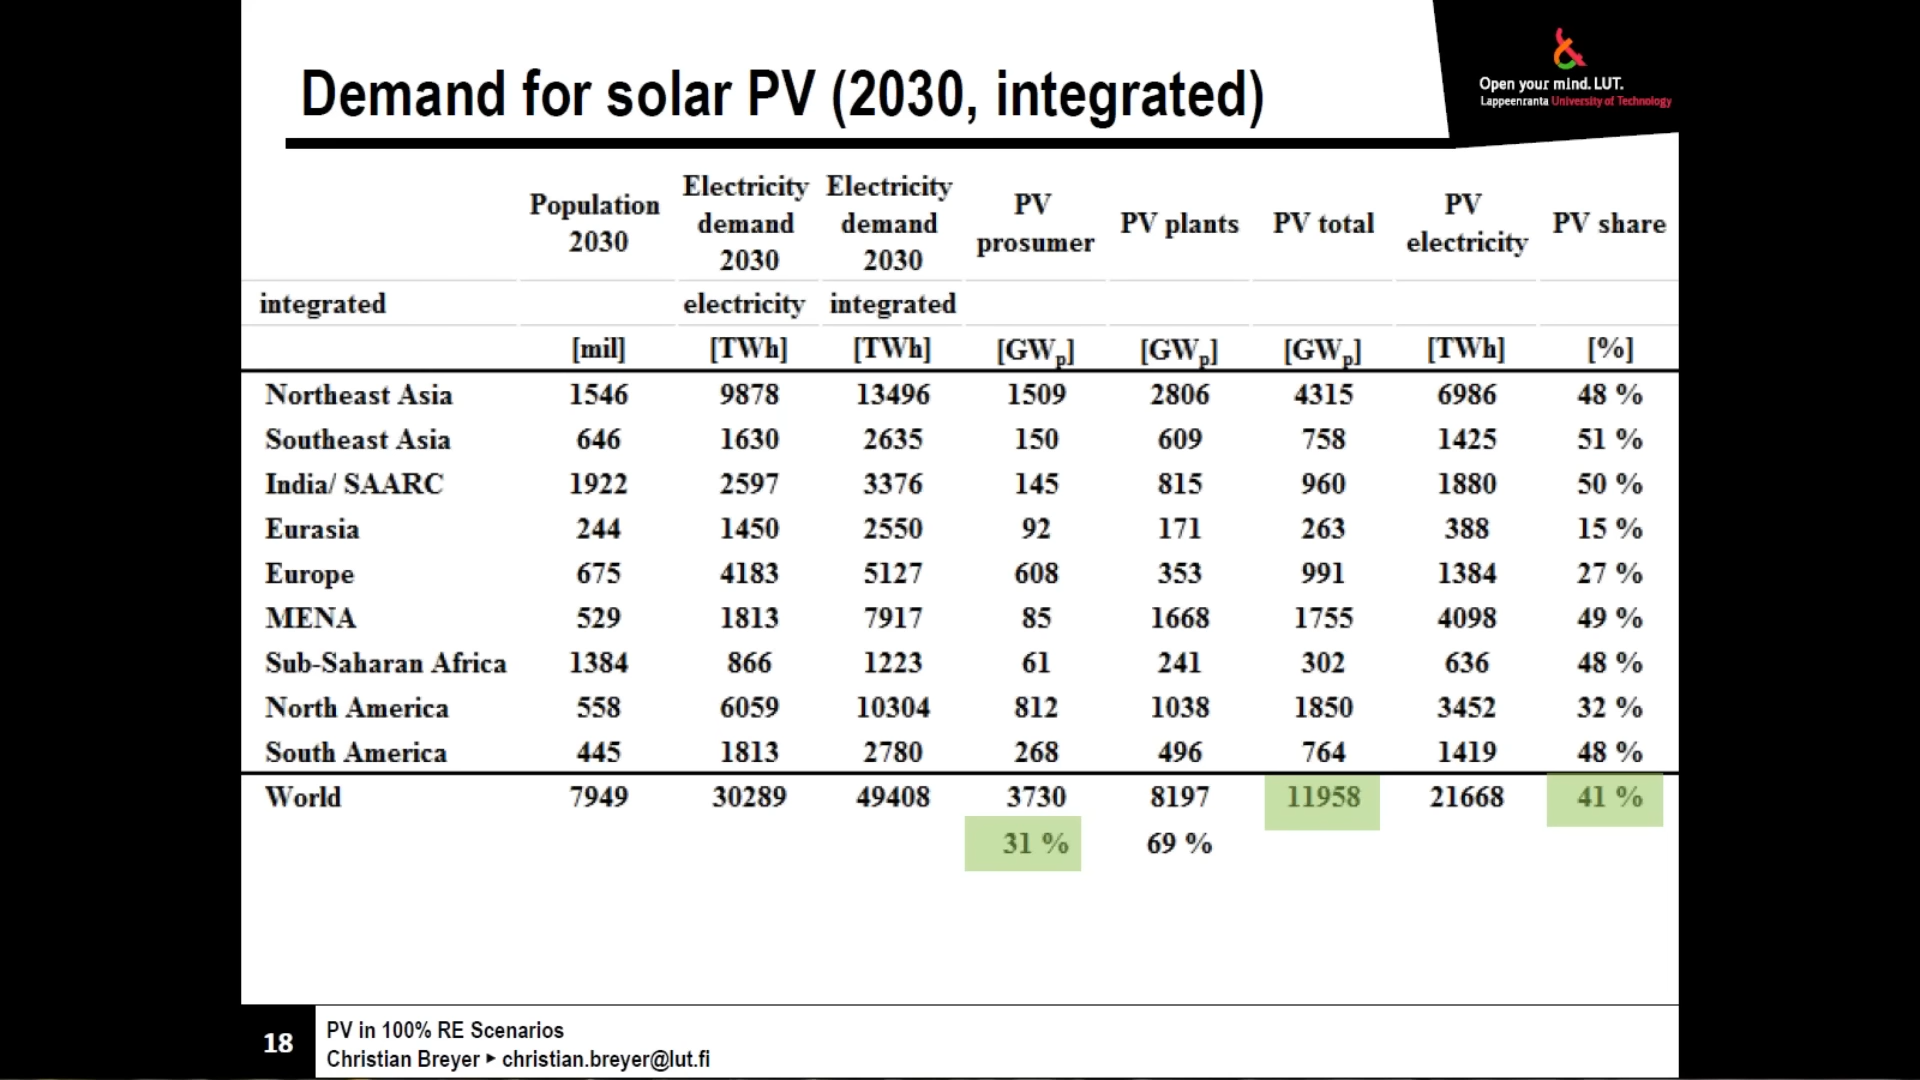 Demand for solar PV (2030, integrated)
Open your mind. LUT.
Lappeenranta University of Technology
Population 2030 Electricity demand 2030 Electricity demand 2030 PV prosumer PV plants PV total PV electricity PV share
integrated electricity integrated
[mil] [TWh] [TWh] [GWp] [GWp] [GWp] [TWh] [%]
Northeast Asia 1546 9878 13496 1509 2806 4315 6986 48 %
Southeast Asia 646 1630 2635 150 609 758 1425 51 %
India/ SAARC 1922 2597 3376 145 815 960 1880 50 %
Eurasia 244 1450 2550 92 171 263 388 15 %
Europe 675 4183 5127 608 353 991 1384 27 %
MENA 529 1813 7917 85 1668 1755 4098 49 %
Sub-Saharan Africa 1384 866 1223 61 241 302 636 48 %
North America 558 6059 10304 812 1038 1850 3452 32 %
South America 445 1813 2780 268 496 764 1419 48 %
World 7949 30289 49408 3730 8197 11958 21668 41 %
31 % 69 %
18
PV in 100% RE Scenarios
Christian Breyer ▸ christian.breyer@lut.fi